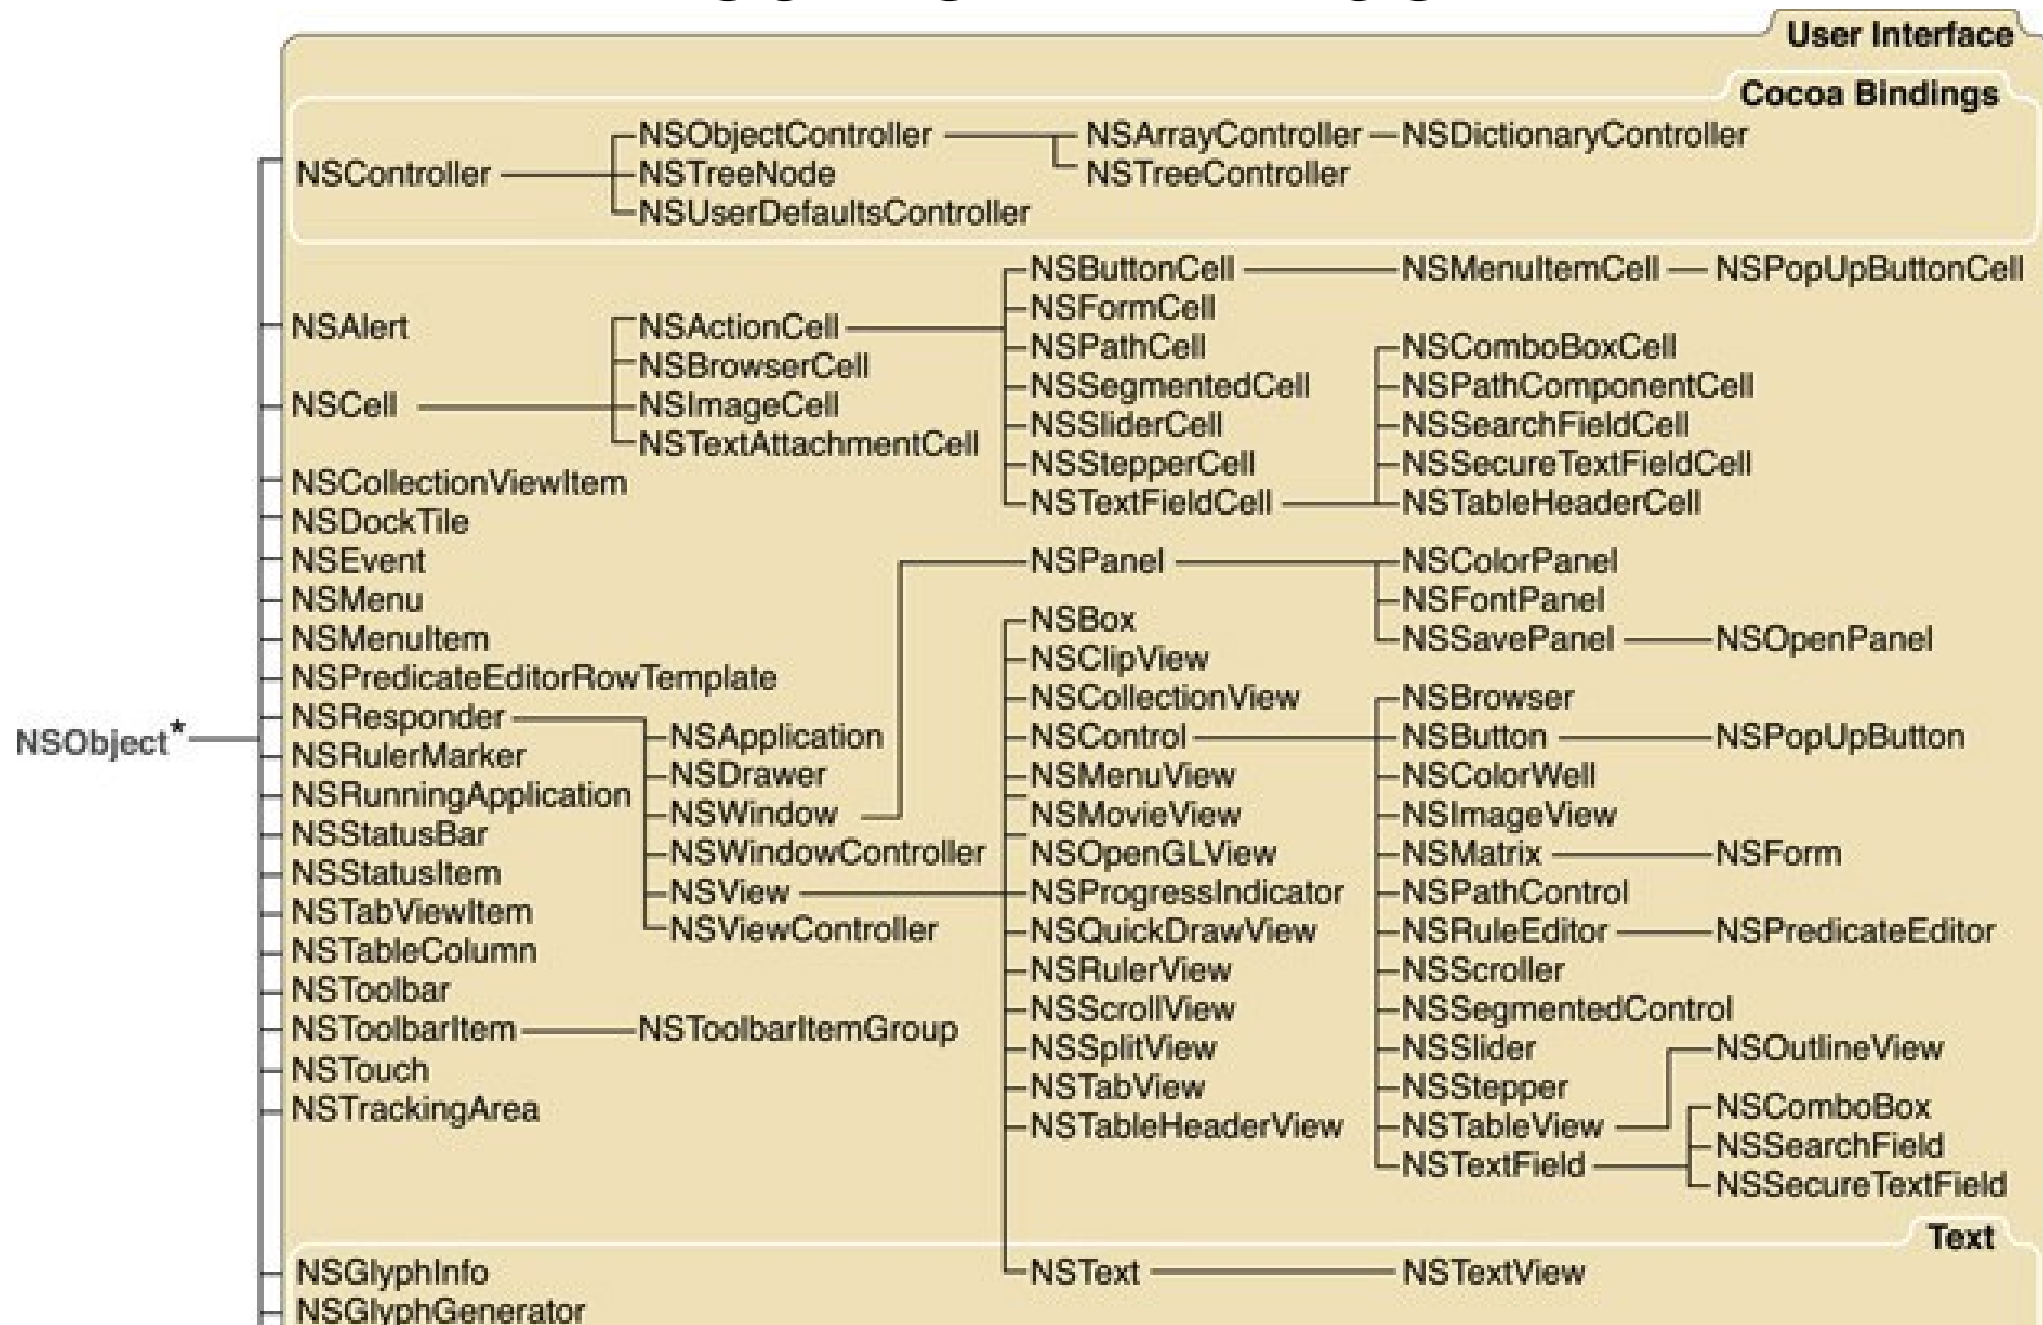 User Interface
Cocoa Bindings
NSObjectController NSArrayController NSDictionaryController
NSController NSTreeNode NSTreeController
NSUserDefaultsController
NSButtonCell NSMenuItemCell NSPopUpButtonCell
NSFormCell
NSAlert NSActionCell NSPathCell NSComboBoxCell
NSBrowserCell NSSegmentedCell NSPathComponentCell
NSCell NSImageCell NSSliderCell NSSearchFieldCell
NSTextAttachmentCell NSStepperCell NSSecureTextFieldCell
NSCollectionViewItem NSTextFieldCell NSTableHeaderCell
NSDockTile
NSEvent NSPanel NSColorPanel
NSMenu NSBox NSFontPanel
NSMenuItem NSClipView NSSavePanel NSOpenPanel
NSPredicateEditorRowTemplate NSCollectionView NSBrowser
NSResponder
NSObject* NSApplication NSControl NSButton NSPopUpButton
NSRulerMarker NSDrawer NSMenuView NSColorWell
NSRunningApplication NSWindow NSMovieView NSImageView
NSStatusBar NSWindowController NSOpenGLView NSMatrix NSForm
NSStatusItem NSView NSProgressIndicator NSPathControl
NSTabViewItem NSViewController NSQuickDrawView NSRuleEditor NSPredicateEditor
NSTableColumn NSRulerView NSScroller
NSToolbar NSScrollView NSSegmentedControl
NSToolbarItem NSToolbarItemGroup NSSplitView NSSlider NSOutlineView
NSTouch NSTabView NSStepper
NSTrackingArea NSTableHeaderView NSTableView NSComboBox
NSTextField NSSearchField
NSSecureTextField
Text
NSGlyphInfo NSText NSTextView
NSGlyphGenerator